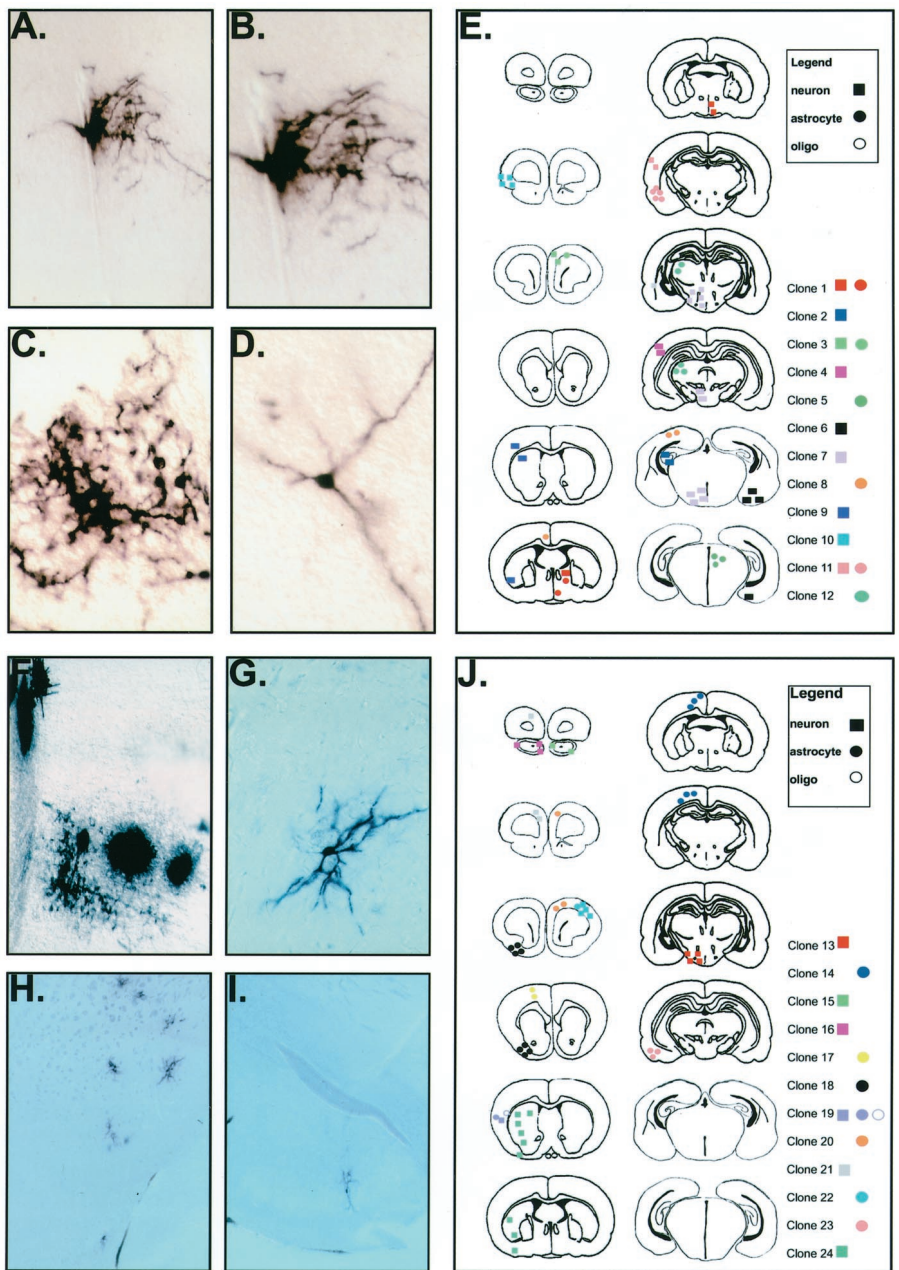 A.
B.
C.
D.
E.
Legend
neuron
astrocyte
oligo
Clone 1
Clone 2
Clone 3
Clone 4
Clone 5
Clone 6
Clone 7
Clone 8
Clone 9
Clone 10
Clone 11
Clone 12
F.
G.
H.
I.
J.
Legend
neuron
astrocyte
oligo
Clone 13
Clone 14
Clone 15
Clone 16
Clone 17
Clone 18
Clone 19
Clone 20
Clone 21
Clone 22
Clone 23
Clone 24